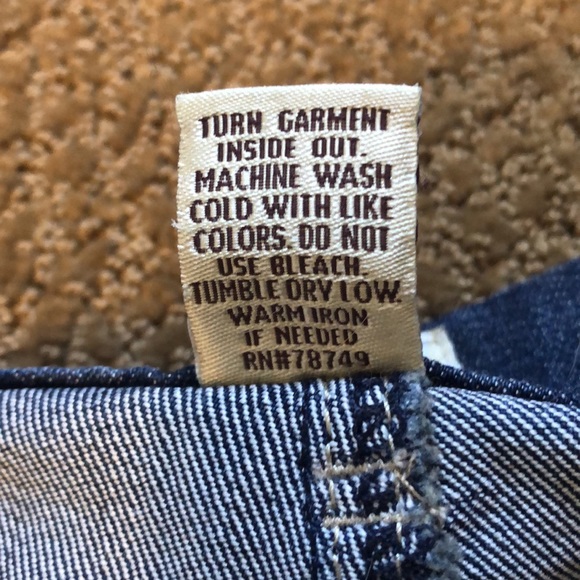 TURN GARMENT
INSIDE OUT.
MACHINE WASH
COLD WITH LIKE
COLORS. DO NOT
USE BLEACH.
TUMBLE DRY LOW.
WARM IRON
IF NEEDED
RN#78749